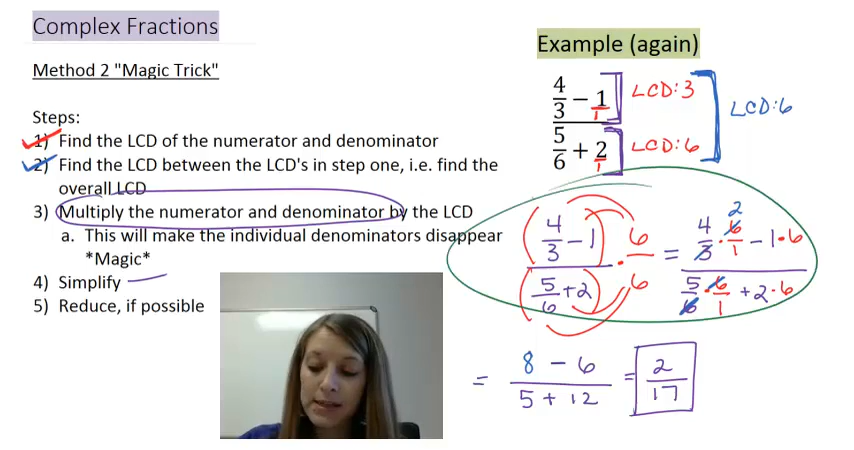 Complex Fractions
Method 2 "Magic Trick"
Steps:
1) Find the LCD of the numerator and denominator
2) Find the LCD between the LCD's in step one, i.e. find the
overall LCD
3) Multiply the numerator and denominator by the LCD
a. This will make the individual denominators disappear
*Magic*
4) Simplify
5) Reduce, if possible
Example (again)
4
3 − 1
1
LCD:3
5
6 + 2
1
LCD:6
LCD:6
( 4
3 − 1 )
( 5
6 + 2 )
· 6
6
=
2
4
3 · 6
1 − 1·6
5
6 · 6
1 + 2·6
=
8 − 6
5 + 12
=
2
17